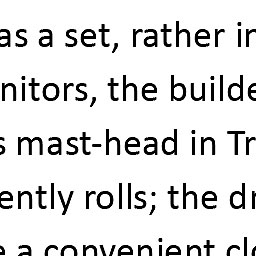 as a set, rather in
nitors, the builde
s mast-head in Tr
ently rolls; the dr
e a convenient clo